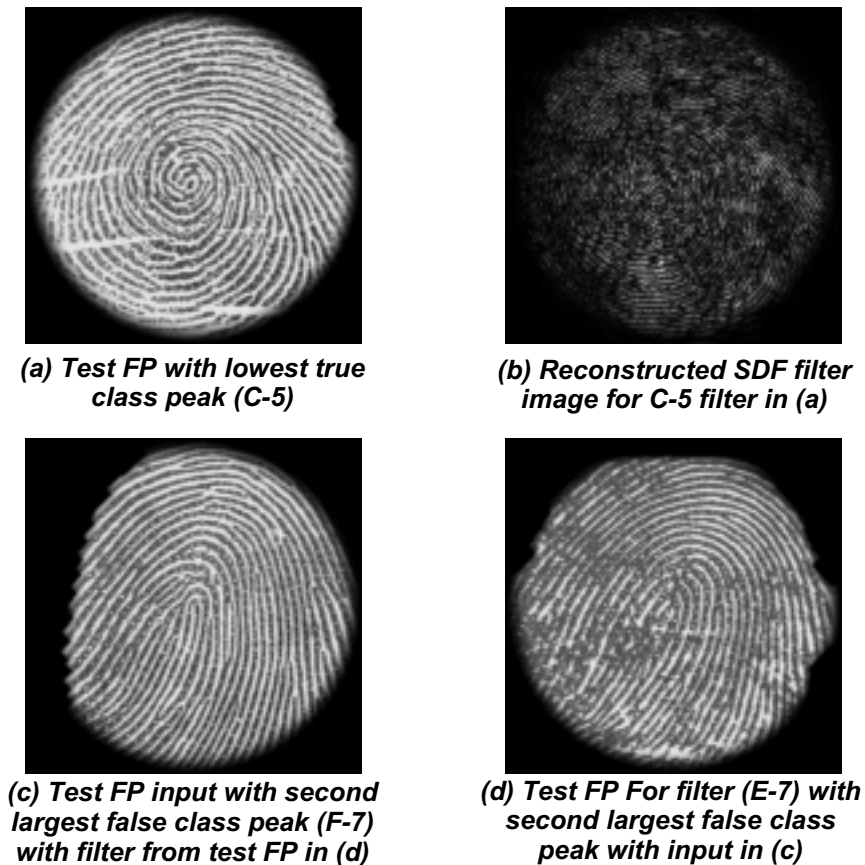 (a) Test FP with lowest true
class peak (C-5)
(b) Reconstructed SDF filter
image for C-5 filter in (a)
(c) Test FP input with second
largest false class peak (F-7)
with filter from test FP in (d)
(d) Test FP For filter (E-7) with
second largest false class
peak with input in (c)